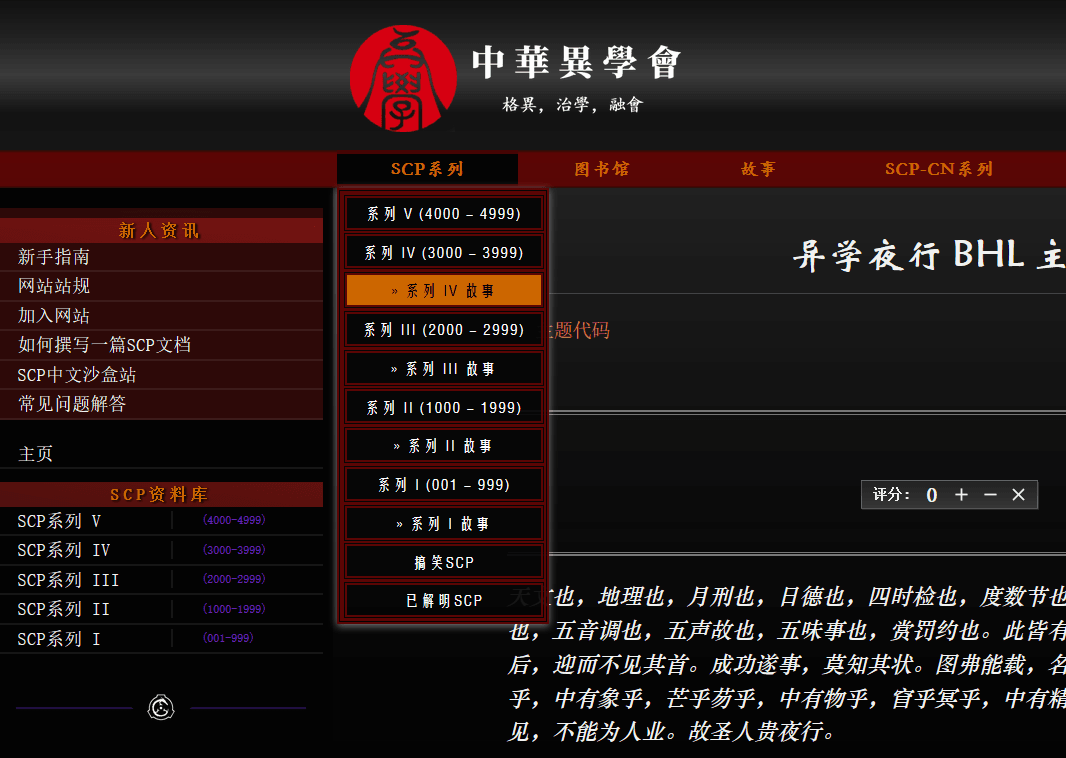 中華異學會
格異，治學，融會
SCP系列
图书馆
故事
SCP-CN系列
新人资讯
新手指南
网站站规
加入网站
如何撰写一篇SCP文档
SCP中文沙盒站
常见问题解答
主页
SCP资料库
SCP系列 V (4000-4999)
SCP系列 IV (3000-3999)
SCP系列 III (2000-2999)
SCP系列 II (1000-1999)
SCP系列 I (001-999)
系列 V (4000 – 4999)
系列 IV (3000 – 3999)
» 系列 IV 故事
系列 III (2000 – 2999)
» 系列 III 故事
系列 II (1000 – 1999)
» 系列 II 故事
系列 I (001 – 999)
» 系列 I 故事
搞笑SCP
已解明SCP
异学夜行 BHL 主
主题代码
评分： 0 + − ×
天文也，地理也，月刑也，日德也，四时检也，度数节也
也，五音调也，五声故也，五味事也，赏罚约也。此皆有
后，迎而不见其首。成功遂事，莫知其状。图弗能载，名
乎，中有象乎，芒乎芴乎，中有物乎，窅乎冥乎，中有精
见，不能为人业。故圣人贵夜行。